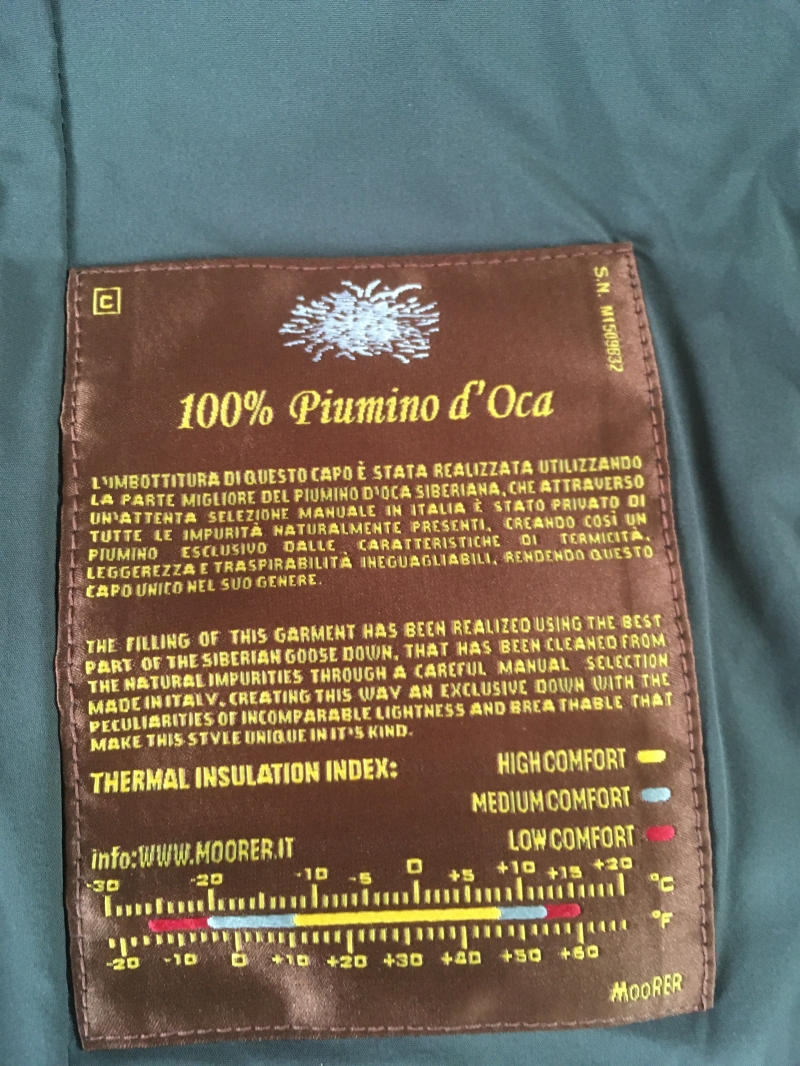 C
S.N. M1509632
100% Piumino d'Oca
L'IMBOTTITURA DI QUESTO CAPO È STATA REALIZZATA UTILIZZANDO
LA PARTE MIGLIORE DEL PIUMINO D'OCA SIBERIANA, CHE ATTRAVERSO
UN'ATTENTA SELEZIONE MANUALE IN ITALIA È STATO PRIVATO DI
TUTTE LE IMPURITÀ NATURALMENTE PRESENTI, CREANDO COSÌ UN
PIUMINO ESCLUSIVO DALLE CARATTERISTICHE DI TERMICITÀ,
LEGGEREZZA E TRASPIRABILITÀ INEGUAGLIABILI, RENDENDO QUESTO
CAPO UNICO NEL SUO GENERE.
THE FILLING OF THIS GARMENT HAS BEEN REALIZED USING THE BEST
PART OF THE SIBERIAN GOOSE DOWN, THAT HAS BEEN CLEANED FROM
THE NATURAL IMPURITIES THROUGH A CAREFUL MANUAL SELECTION
MADE IN ITALY, CREATING THIS WAY AN EXCLUSIVE DOWN WITH THE
PECULIARITIES OF INCOMPARABLE LIGHTNESS AND BREATHABLE THAT
MAKE THIS STYLE UNIQUE IN IT'S KIND.
THERMAL INSULATION INDEX:
HIGH COMFORT
MEDIUM COMFORT
LOW COMFORT
info:WWW.MOORER.IT
-30 -20 -10 -5 0 +5 +10 +15 +20 °C
°F
-20 -10 0 +10 +20 +30 +40 +50 +60
MOORER